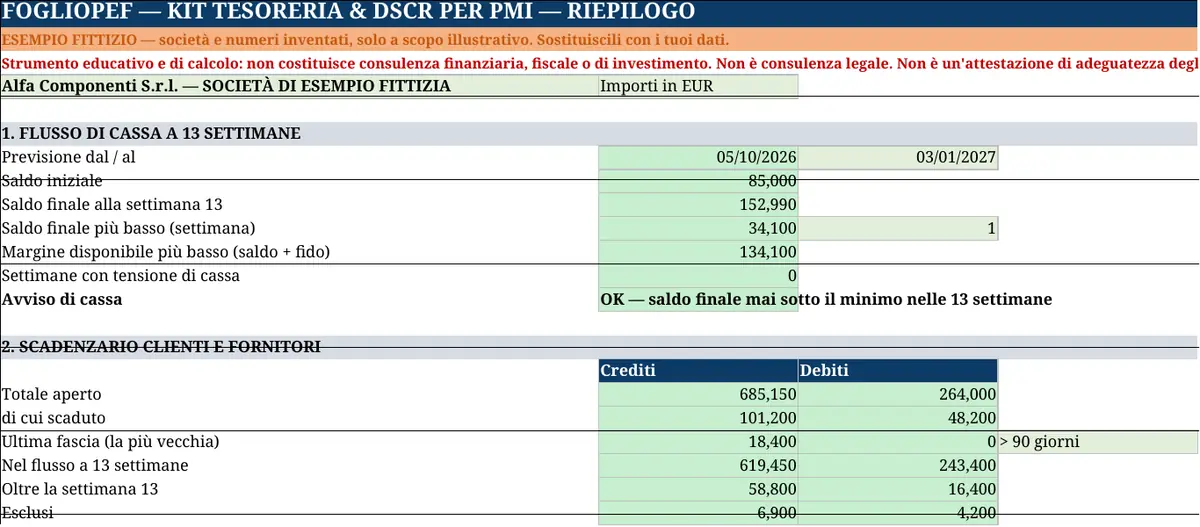 FOGLIOPEF — KIT TESORERIA & DSCR PER PMI — RIEPILOGO
ESEMPIO FITTIZIO — società e numeri inventati, solo a scopo illustrativo. Sostituiscili con i tuoi dati.
Strumento educativo e di calcolo: non costituisce consulenza finanziaria, fiscale o di investimento. Non è consulenza legale. Non è un'attestazione di adeguatezza degl
Alfa Componenti S.r.l. — SOCIETÀ DI ESEMPIO FITTIZIA Importi in EUR
1. FLUSSO DI CASSA A 13 SETTIMANE
Previsione dal / al 05/10/2026 03/01/2027
Saldo iniziale 85,000
Saldo finale alla settimana 13 152,990
Saldo finale più basso (settimana) 34,100 1
Margine disponibile più basso (saldo + fido) 134,100
Settimane con tensione di cassa 0
Avviso di cassa OK — saldo finale mai sotto il minimo nelle 13 settimane
2. SCADENZARIO CLIENTI E FORNITORI
Crediti Debiti
Totale aperto 685,150 264,000
di cui scaduto 101,200 48,200
Ultima fascia (la più vecchia) 18,400 0 > 90 giorni
Nel flusso a 13 settimane 619,450 243,400
Oltre la settimana 13 58,800 16,400
Esclusi 6,900 4,200